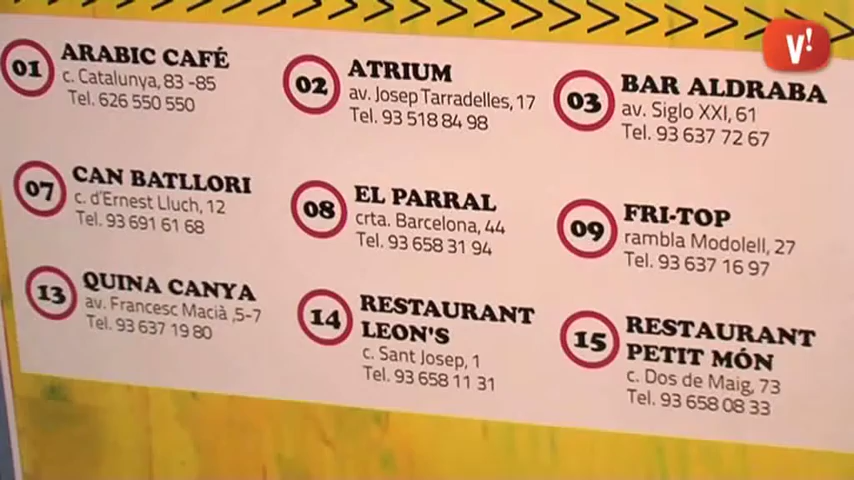 V!
01 ARABIC CAFÉ
c. Catalunya, 83 -85
Tel. 626 550 550
02 ATRIUM
av. Josep Tarradelles, 17
Tel. 93 518 84 98
03 BAR ALDRABA
av. Siglo XXI, 61
Tel. 93 637 72 67
07 CAN BATLLORI
c. d'Ernest Lluch, 12
Tel. 93 691 61 68
08 EL PARRAL
crta. Barcelona, 44
Tel. 93 658 31 94
09 FRI-TOP
rambla Modolell, 27
Tel. 93 637 16 97
13 QUINA CANYA
av. Francesc Macià ,5-7
Tel. 93 637 19 80
14 RESTAURANT
LEON'S
c. Sant Josep, 1
Tel. 93 658 11 31
15 RESTAURANT
PETIT MÓN
c. Dos de Maig, 73
Tel. 93 658 08 33